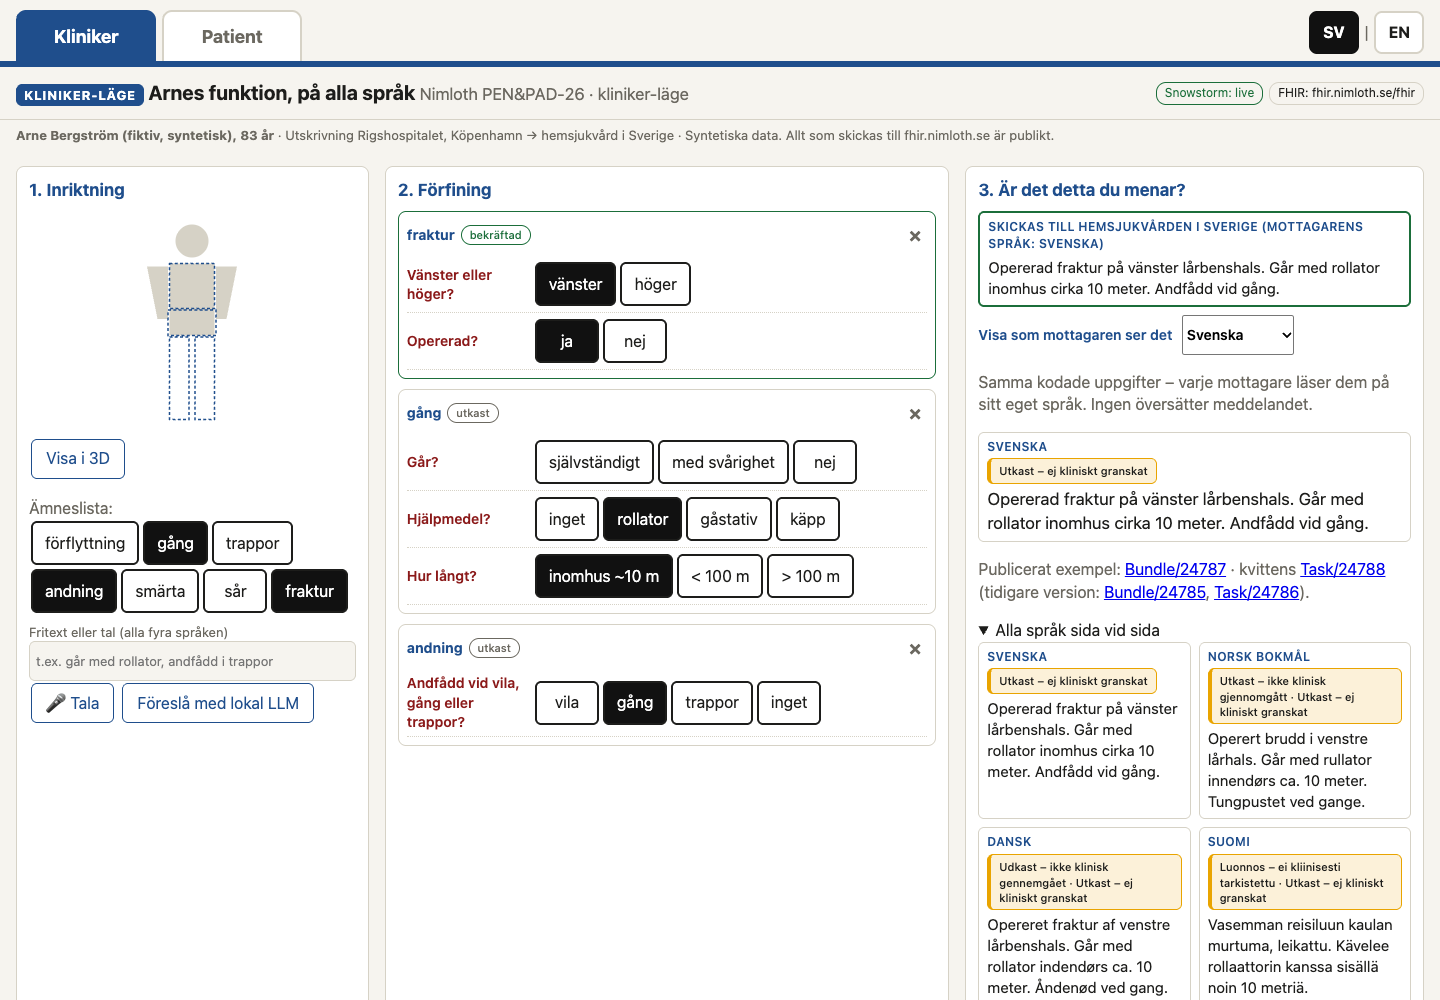 Kliniker
Patient
SV | EN
KLINIKER-LÄGE Arnes funktion, på alla språk Nimloth PEN&PAD-26 · kliniker-läge
Snowstorm: live
FHIR: fhir.nimloth.se/fhir
Arne Bergström (fiktiv, syntetisk), 83 år · Utskrivning Rigshospitalet, Köpenhamn → hemsjukvård i Sverige · Syntetiska data. Allt som skickas till fhir.nimloth.se är publikt.
1. Inriktning
Visa i 3D
Ämneslista:
förflyttning gång trappor
andning smärta sår fraktur
Fritext eller tal (alla fyra språken)
t.ex. går med rollator, andfådd i trappor
🎤 Tala Föreslå med lokal LLM
2. Förfining
fraktur bekräftad ×
Vänster eller
höger?
vänster höger
Opererad? ja nej
gång utkast ×
Går? självständigt med svårighet nej
Hjälpmedel? inget rollator gåstativ käpp
Hur långt? inomhus ~10 m < 100 m > 100 m
andning utkast ×
Andfådd vid vila,
gång eller
trappor?
vila gång trappor inget
3. Är det detta du menar?
SKICKAS TILL HEMSJUKVÅRDEN I SVERIGE (MOTTAGARENS
SPRÅK: SVENSKA)
Opererad fraktur på vänster lårbenshals. Går med rollator
inomhus cirka 10 meter. Andfådd vid gång.
Visa som mottagaren ser det Svenska
Samma kodade uppgifter – varje mottagare läser dem på
sitt eget språk. Ingen översätter meddelandet.
SVENSKA
Utkast – ej kliniskt granskat
Opererad fraktur på vänster lårbenshals. Går med
rollator inomhus cirka 10 meter. Andfådd vid gång.
Publicerat exempel: Bundle/24787 · kvittens Task/24788
(tidigare version: Bundle/24785, Task/24786).
▼ Alla språk sida vid sida
SVENSKA
Utkast – ej kliniskt granskat
Opererad fraktur på vänster
lårbenshals. Går med
rollator inomhus cirka 10
meter. Andfådd vid gång.
NORSK BOKMÅL
Utkast – ikke klinisk
gjennomgått · Utkast – ej
kliniskt granskat
Operert brudd i venstre
lårhals. Går med rullator
innendørs ca. 10 meter.
Tungpustet ved gange.
DANSK
Udkast – ikke klinisk
gennemgået · Utkast – ej
kliniskt granskat
Opereret fraktur af venstre
lårbenshals. Går med
rollator indendørs ca. 10
meter. Åndenød ved gang.
SUOMI
Luonnos – ei kliinisesti
tarkistettu · Utkast – ej kliniskt
granskat
Vasemman reisiluun kaulan
murtuma, leikattu. Kävelee
rollaattorin kanssa sisällä
noin 10 metriä.